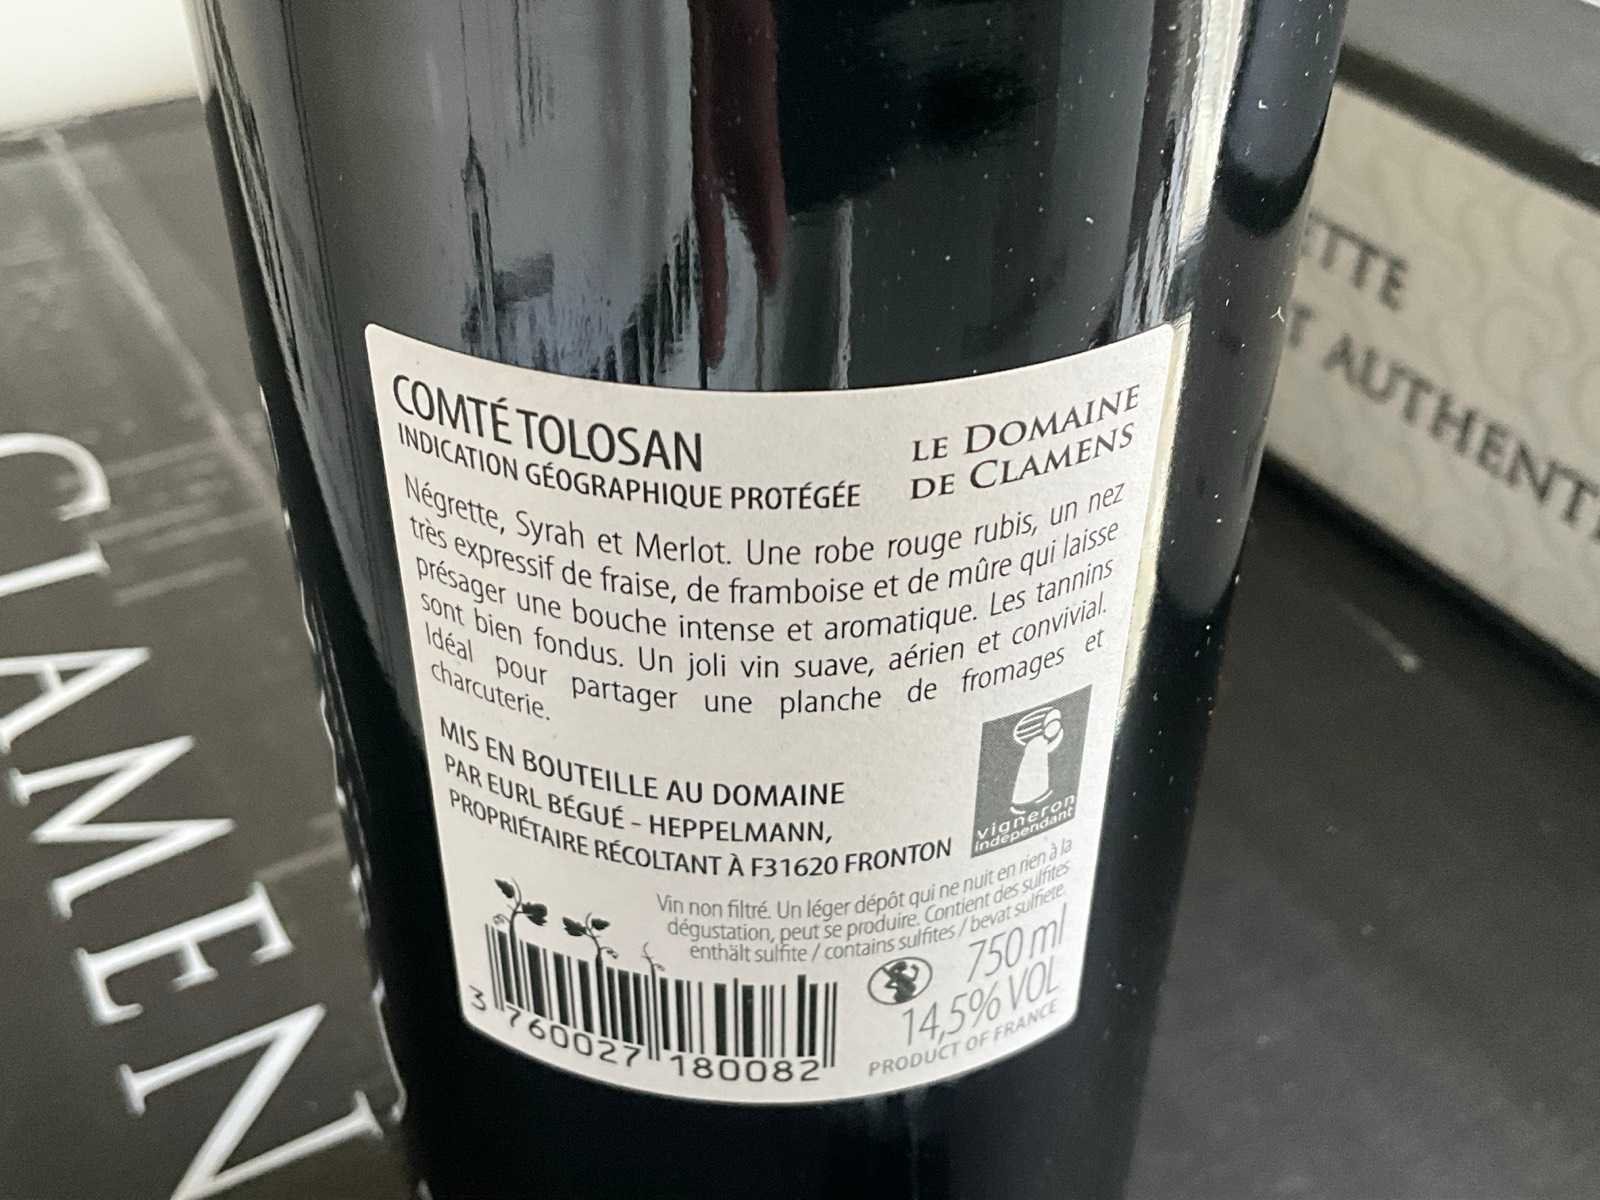 COMTÉ TOLOSAN
INDICATION GÉOGRAPHIQUE PROTÉGÉE
LE DOMAINE
DE CLAMENS
Négrette, Syrah et Merlot. Une robe rouge rubis, un nez
très expressif de fraise, de framboise et de mûre qui laisse
présager une bouche intense et aromatique. Les tannins
sont bien fondus. Un joli vin suave, aérien et convivial.
Idéal pour partager une planche de fromages et
charcuterie.
MIS EN BOUTEILLE AU DOMAINE
PAR EURL BÉGUÉ - HEPPELMANN,
PROPRIÉTAIRE RÉCOLTANT À F31620 FRONTON
vigneron
indépendant
Vin non filtré. Un léger dépôt qui ne nuit en rien à la
dégustation, peut se produire. Contient des sulfites
enthält sulfite / contains sulfites / bevat sulfiete.
750 ml
14,5% VOL
PRODUCT OF FRANCE
3 760027 180082
CLAMEN
ETTE
T AUTHENT